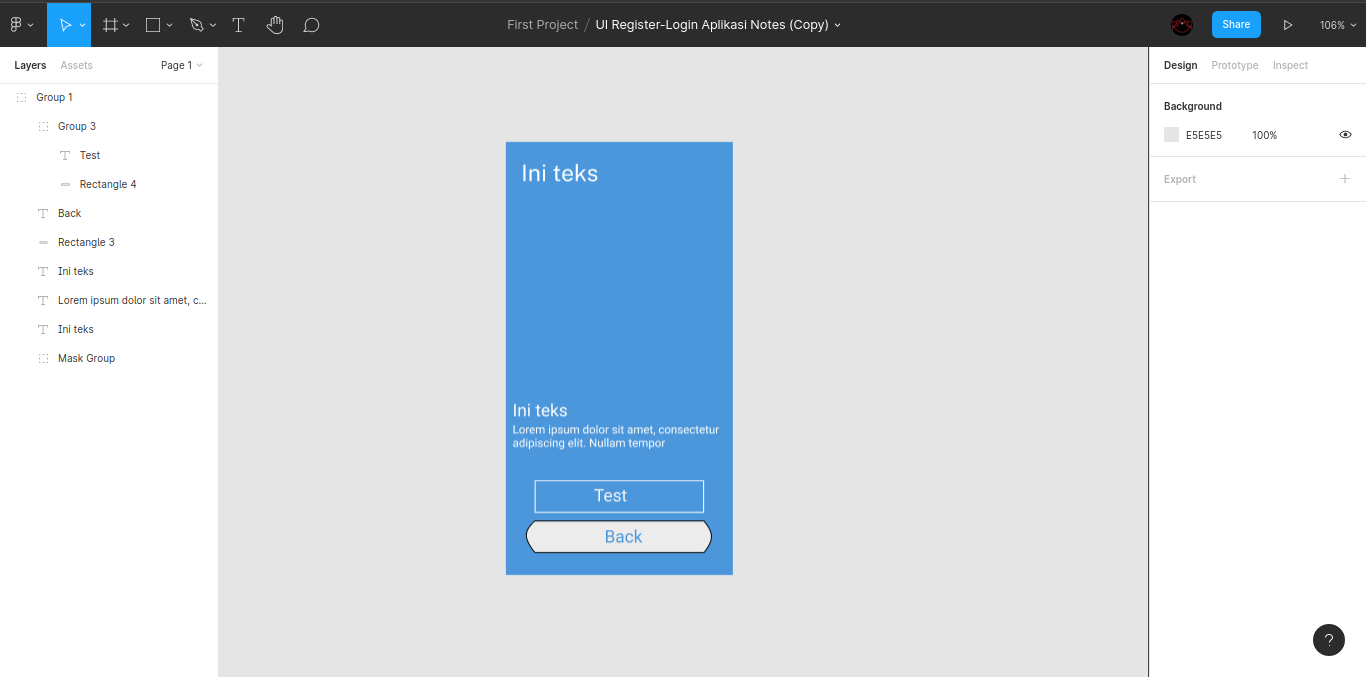 First Project / UI Register-Login Aplikasi Notes (Copy)
Share
106%
Layers Assets Page 1
Design Prototype Inspect
Group 1
Group 3
Test
Rectangle 4
Back
Rectangle 3
Ini teks
Lorem ipsum dolor sit amet, c...
Ini teks
Mask Group
Ini teks
Ini teks
Lorem ipsum dolor sit amet, consectetur
adipiscing elit. Nullam tempor
Test
Back
Background
E5E5E5 100%
Export
?